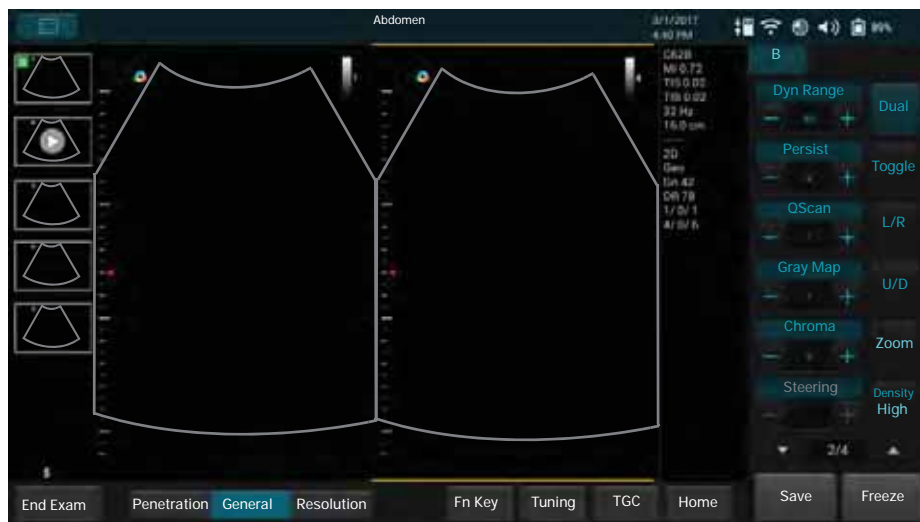 Abdomen
3/1/2017
4:40 PM
89%
C62B
MI 0.72
TIS 0.02
TIB 0.02
32 Hz
16.0 cm
2D
Gen
Gn 42
DR 78
1/ 0/ 1
4/ 0/ 6
B
Dyn Range
Dual
Persist
Toggle
QScan
L/R
Gray Map
U/D
Chroma
Zoom
Steering
Density
High
2/4
End Exam
Penetration
General
Resolution
Fn Key
Tuning
TGC
Home
Save
Freeze